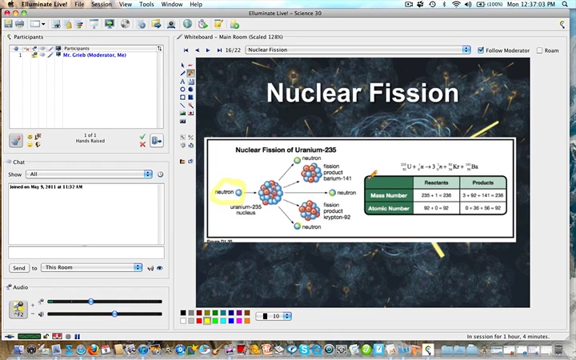 Elluminate Live! File Session View Tools Window Help (100%) Mon 12:37:03 PM
Elluminate Live! – Science 30
Participants
Whiteboard - Main Room (Scaled 128%)
Participants
1 Mr. Grieb (Moderator, Me)
16/22 Nuclear Fission Follow Moderator Roam
1 of 1
Hands Raised
Chat
Show All
Joined on May 9, 2011 at 11:32 AM
Send to This Room
Audio
10
In session for 1 hour, 4 minutes.
Nuclear Fission
Nuclear Fission of Uranium-235
neutron
fission
product
barium-141
neutron
uranium-235
nucleus
neutron
fission
product
krypton-92
neutron
Reactants Products
Mass Number 235 + 1 = 236 3 + 92 + 141 = 236
Atomic Number 92 + 0 = 92 0 + 36 + 56 = 92